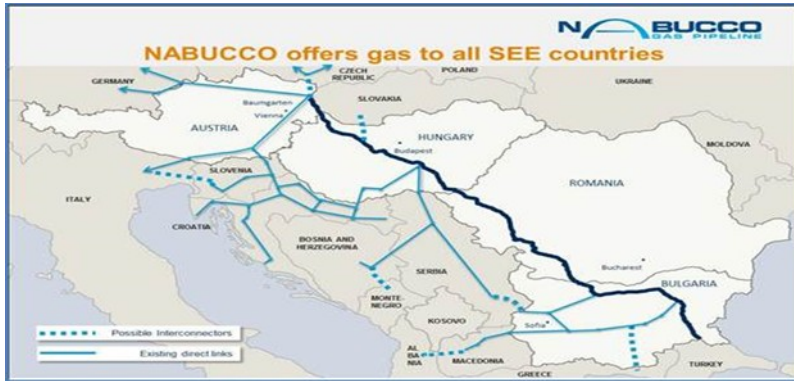 NABUCCO
GAS PIPELINE
NABUCCO offers gas to all SEE countries
GERMANY
CZECH
REPUBLIC
POLAND
UKRAINE
SLOVAKIA
Baumgarten
Vienna
AUSTRIA
HUNGARY
Budapest
MOLDOVA
SLOVENIA
ROMANIA
ITALY
CROATIA
BOSNIA AND
HERZEGOVINA
SERBIA
Bucharest
BULGARIA
MONTE-
NEGRO
KOSOVO
Sofia
Possible Interconnectors
Existing direct links
AL
BA
NIA
MACEDONIA
GREECE
TURKEY